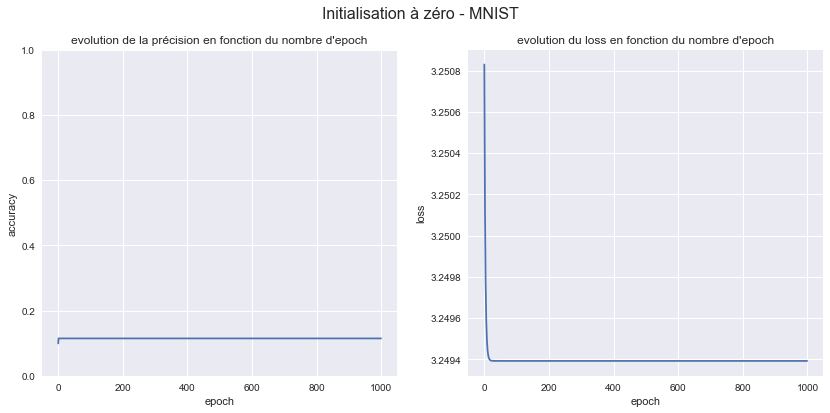 Initialisation à zéro - MNIST
evolution de la précision en fonction du nombre d'epoch
1.0
0.8
0.6
0.4
0.2
0.0
accuracy
0 200 400 600 800 1000
epoch
evolution du loss en fonction du nombre d'epoch
3.2508
3.2506
3.2504
3.2502
3.2500
3.2498
3.2496
3.2494
loss
0 200 400 600 800 1000
epoch